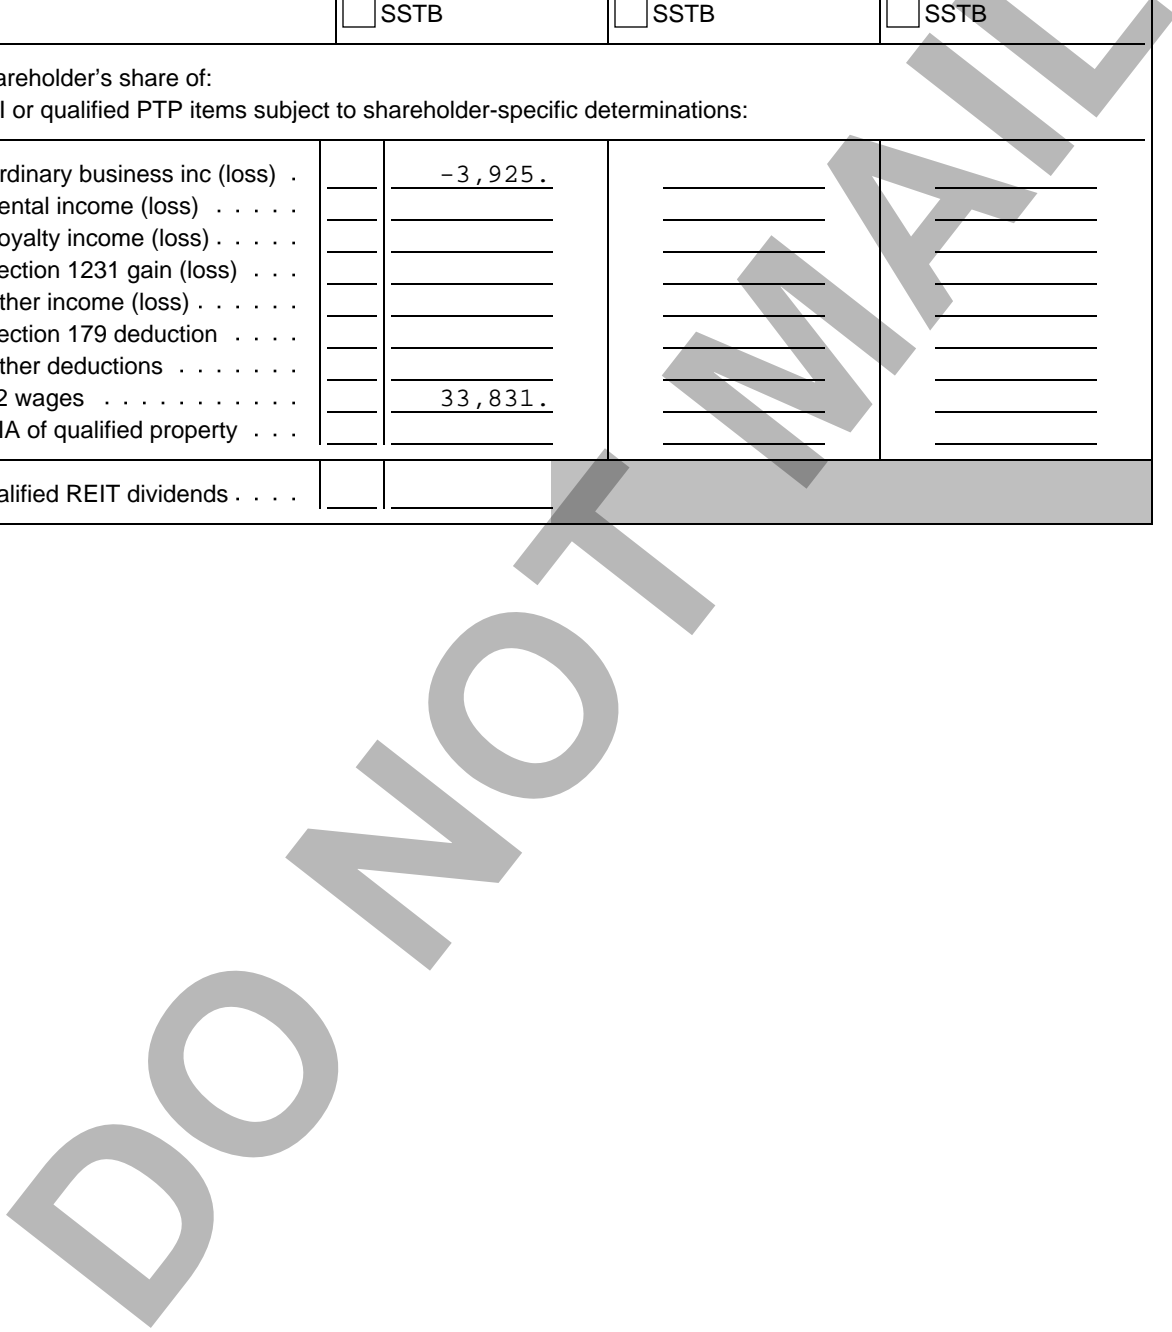 SSTB SSTB SSTB
areholder's share of:
I or qualified PTP items subject to shareholder-specific determinations:
rdinary business inc (loss) . -3,925.
ental income (loss) . . . . .
oyalty income (loss) . . . . .
ection 1231 gain (loss) . . .
ther income (loss) . . . . . .
ection 179 deduction . . . .
ther deductions . . . . . . .
2 wages . . . . . . . . . . . 33,831.
IA of qualified property . . .
alified REIT dividends . . . .
DO NOT MAIL